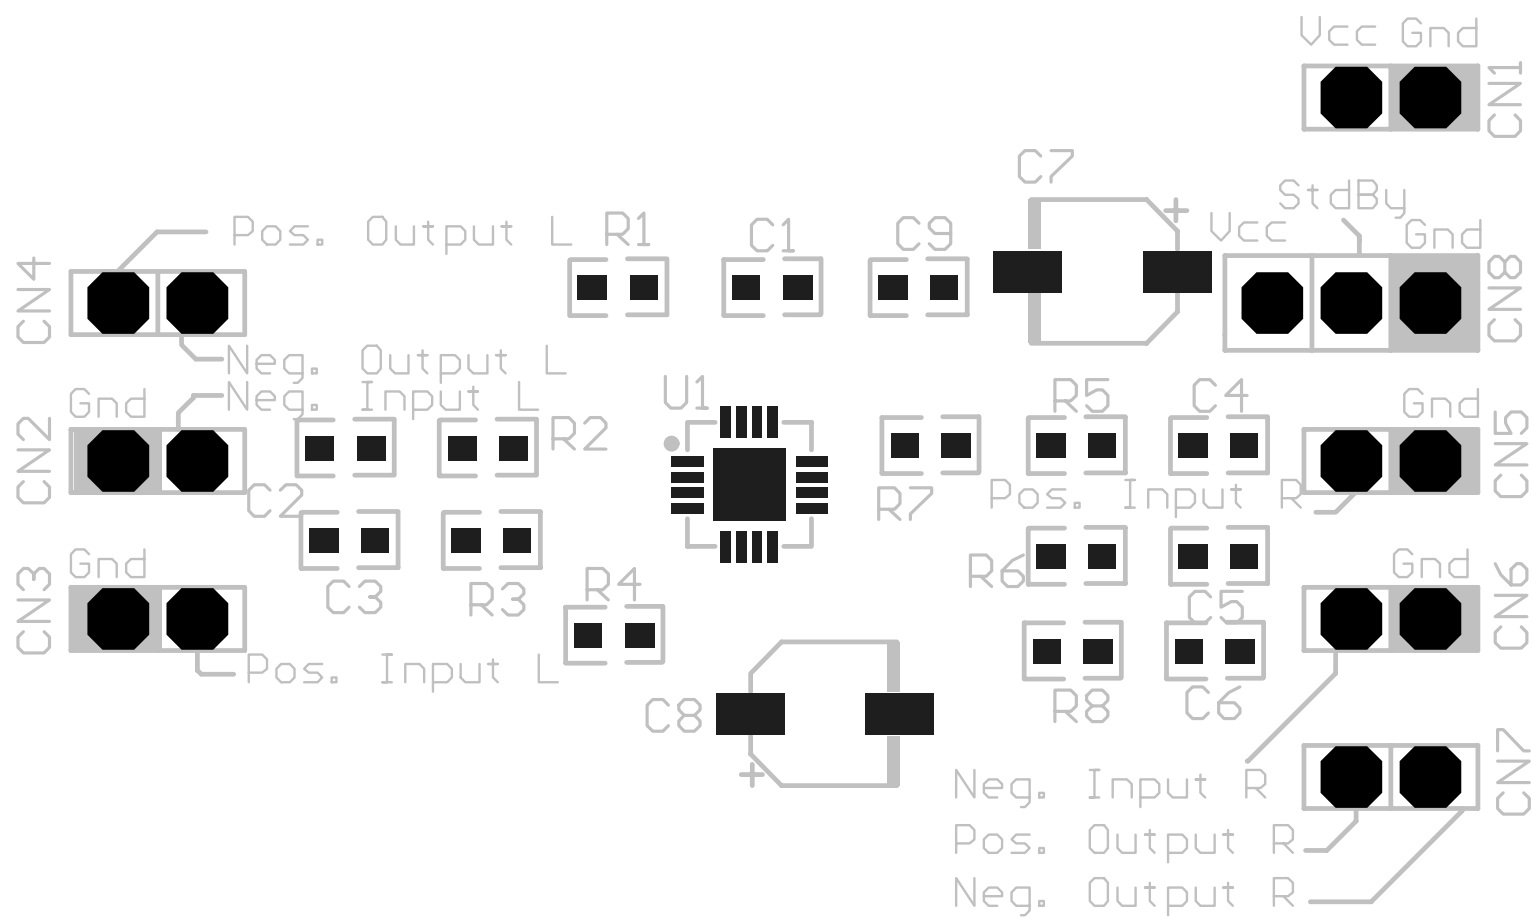 Vcc Gnd
CN1
C7
+
StdBy
Vcc
Gnd
CN8
Pos. Output L
R1
C1
C9
CN4
Neg. Output L
Neg. Input L
Gnd
CN2
C2
R2
U1
R5
C4
Gnd
CN5
R7
Pos. Input R
Gnd
CN3
C3
R3
R4
R6
C5
Gnd
CN6
Pos. Input L
C8
+
R8
C6
CN7
Neg. Input R
Pos. Output R
Neg. Output R